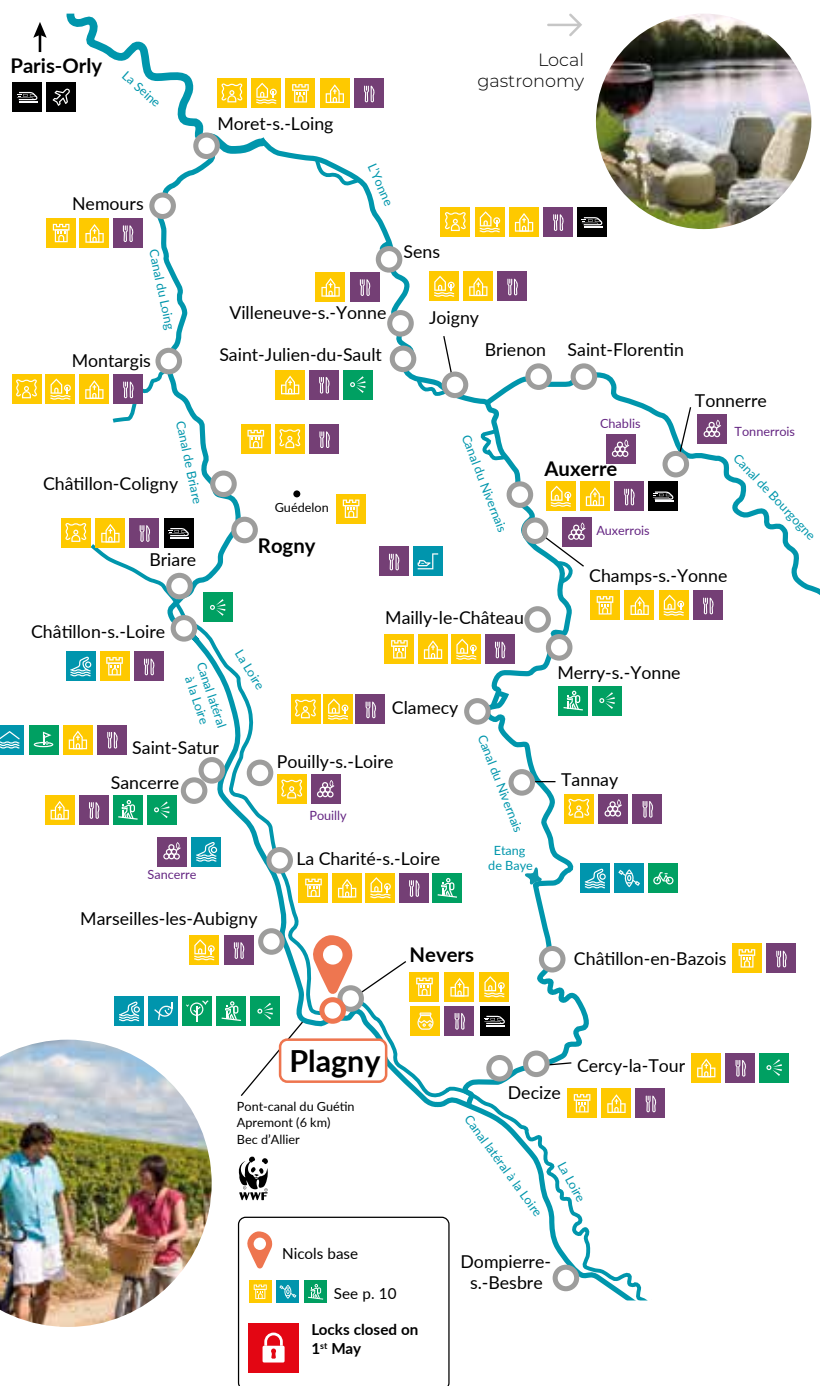 Paris-Orly
La Seine
Local
gastronomy
Moret-s.-Loing
L'Yonne
Nemours
Canal du Loing
Sens
Villeneuve-s.-Yonne
Joigny
Montargis
Saint-Julien-du-Sault
Brienon
Saint-Florentin
Tonnerre
Chablis
Tonnerrois
Canal de Briare
Canal du Nivernais
Auxerre
Canal de Bourgogne
Châtillon-Coligny
Guédelon
Rogny
Auxerrois
Briare
Champs-s.-Yonne
Châtillon-s.-Loire
Mailly-le-Château
Canal latéral
à la Loire
La Loire
Merry-s.-Yonne
Clamecy
Saint-Satur
Canal du Nivernais
Pouilly-s.-Loire
Sancerre
Tannay
Pouilly
Etang
de Baye
Sancerre
La Charité-s.-Loire
Marseilles-les-Aubigny
Nevers
Châtillon-en-Bazois
Plagny
Cercy-la-Tour
Decize
Pont-canal du Guétin
Apremont (6 km)
Bec d'Allier
WWF
Canal latéral à la Loire
La Loire
Nicols base
See p. 10
Locks closed on
1st May
Dompierre-
s.-Besbre